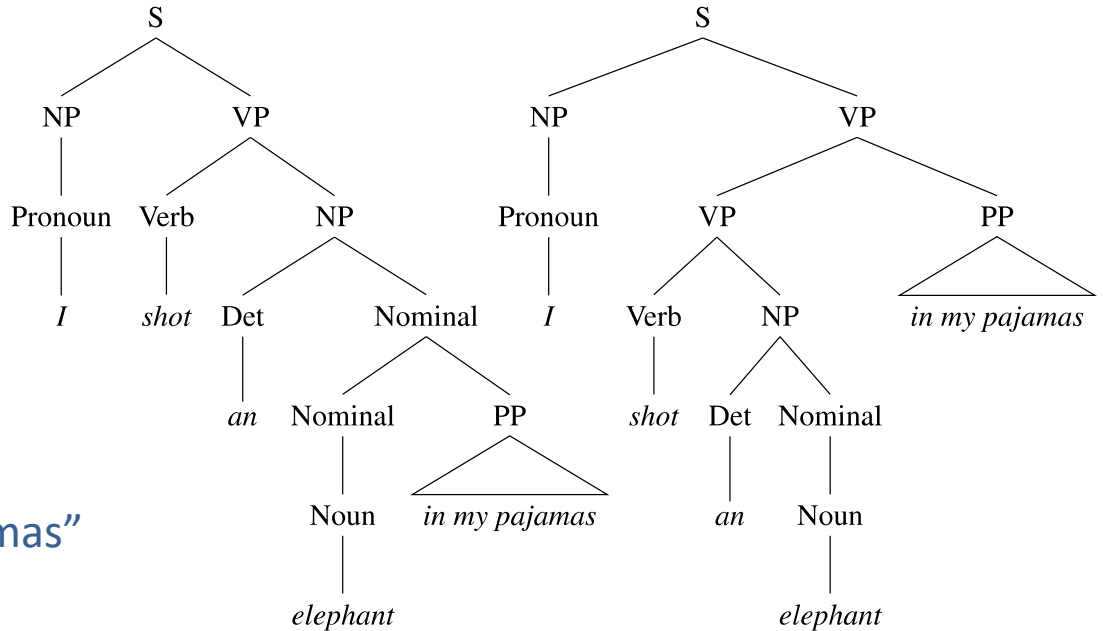 S S
NP VP NP VP
Pronoun Verb NP Pronoun VP PP
I shot Det Nominal I Verb NP in my pajamas
an Nominal PP shot Det Nominal
Noun in my pajamas an Noun
mas”
elephant elephant